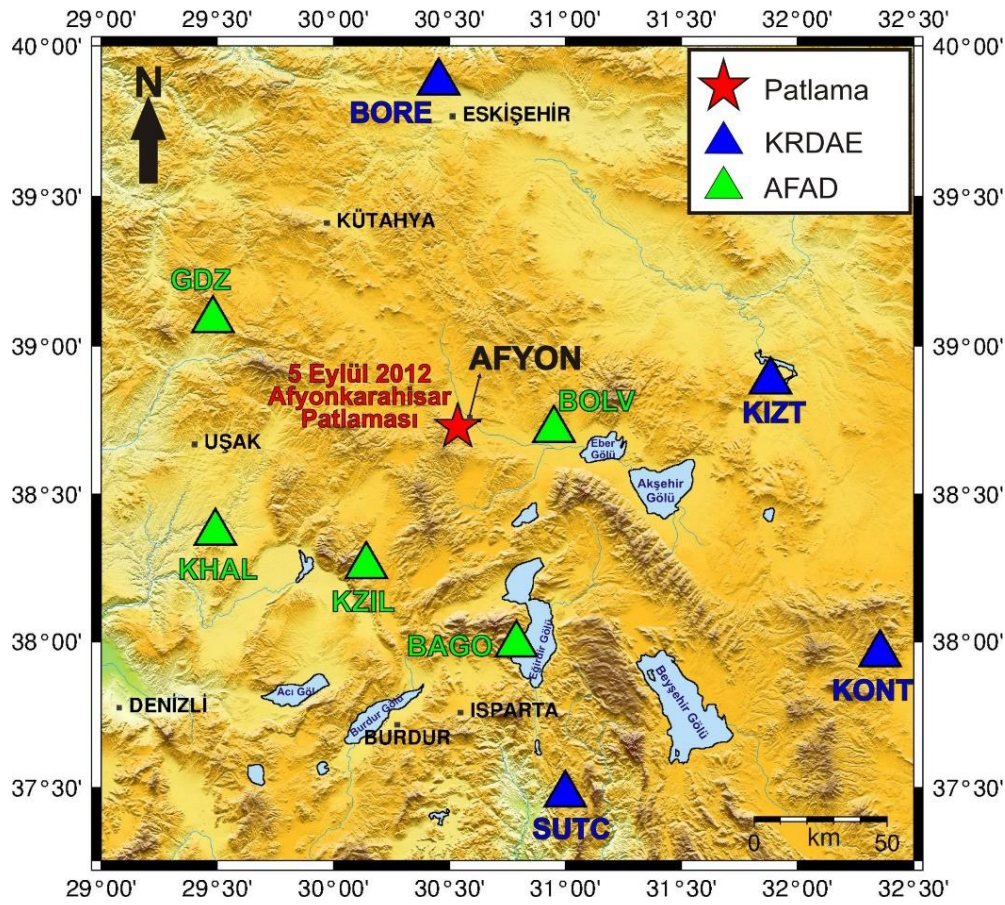 29°00' 29°30' 30°00' 30°30' 31°00' 31°30' 32°00' 32°30'
40°00' 40°00'
N
BORE
ESKİŞEHİR
Patlama
KRDAE
AFAD
39°30' 39°30'
KÜTAHYA
GDZ
39°00' 39°00'
AFYON
5 Eylül 2012
Afyonkarahisar
Patlaması
BOLV
KIZT
UŞAK
Eber
Gölü
Akşehir
Gölü
38°30' 38°30'
KHAL
KZIL
38°00' 38°00'
BAGO
Eğirdir Gölü
KONT
Acı Göl
Burdur Gölü
Beyşehir Gölü
DENİZLİ
ISPARTA
BURDUR
37°30' 37°30'
SUTC
km
0 50
29°00' 29°30' 30°00' 30°30' 31°00' 31°30' 32°00' 32°30'